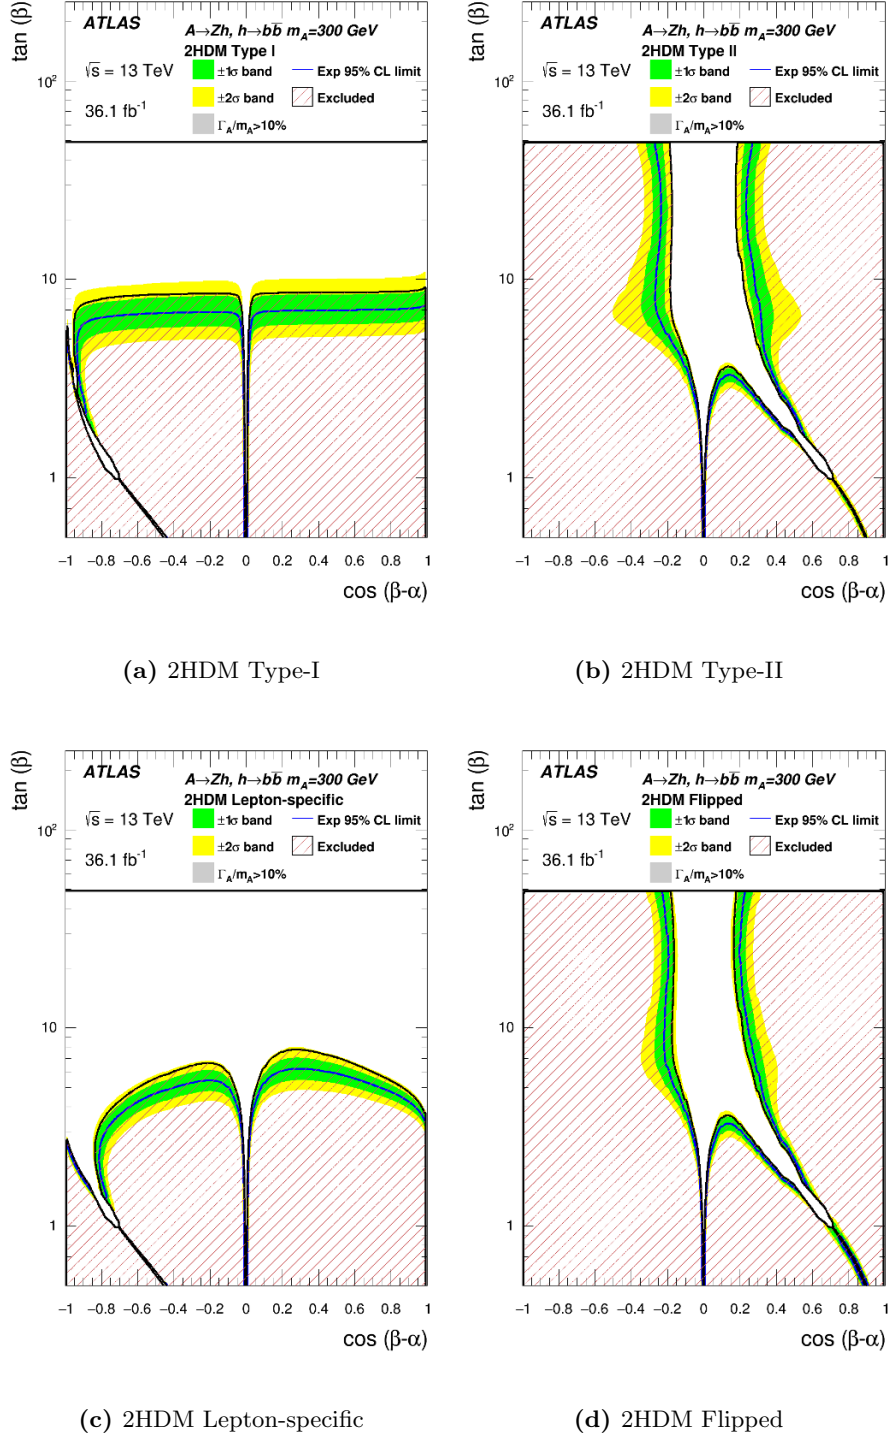 tan (β)
ATLAS
A→Zh, h→bb̅ m_A=300 GeV
2HDM Type I
√s = 13 TeV
±1σ band
Exp 95% CL limit
±2σ band
Excluded
36.1 fb⁻¹
Γ_A/m_A>10%
10²
10
1
−1 −0.8 −0.6 −0.4 −0.2 0 0.2 0.4 0.6 0.8 1
cos (β-α)
(a) 2HDM Type-I
tan (β)
ATLAS
A→Zh, h→bb̅ m_A=300 GeV
2HDM Type II
√s = 13 TeV
±1σ band
Exp 95% CL limit
±2σ band
Excluded
36.1 fb⁻¹
Γ_A/m_A>10%
10²
10
1
−1 −0.8 −0.6 −0.4 −0.2 0 0.2 0.4 0.6 0.8 1
cos (β-α)
(b) 2HDM Type-II
tan (β)
ATLAS
A→Zh, h→bb̅ m_A=300 GeV
2HDM Lepton-specific
√s = 13 TeV
±1σ band
Exp 95% CL limit
±2σ band
Excluded
36.1 fb⁻¹
Γ_A/m_A>10%
10²
10
1
−1 −0.8 −0.6 −0.4 −0.2 0 0.2 0.4 0.6 0.8 1
cos (β-α)
(c) 2HDM Lepton-specific
tan (β)
ATLAS
A→Zh, h→bb̅ m_A=300 GeV
2HDM Flipped
√s = 13 TeV
±1σ band
Exp 95% CL limit
±2σ band
Excluded
36.1 fb⁻¹
Γ_A/m_A>10%
10²
10
1
−1 −0.8 −0.6 −0.4 −0.2 0 0.2 0.4 0.6 0.8 1
cos (β-α)
(d) 2HDM Flipped